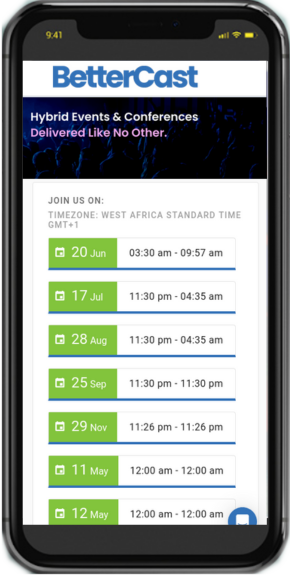 9:41
BetterCast
Hybrid Events & Conferences
Delivered Like No Other.
JOIN US ON:
TIMEZONE: WEST AFRICA STANDARD TIME
GMT+1
20 Jun 03:30 am - 09:57 am
17 Jul 11:30 pm - 04:35 am
28 Aug 11:30 pm - 04:35 am
25 Sep 11:30 pm - 11:30 pm
29 Nov 11:26 pm - 11:26 pm
11 May 12:00 am - 12:00 am
12 May 12:00 am - 12:00 am